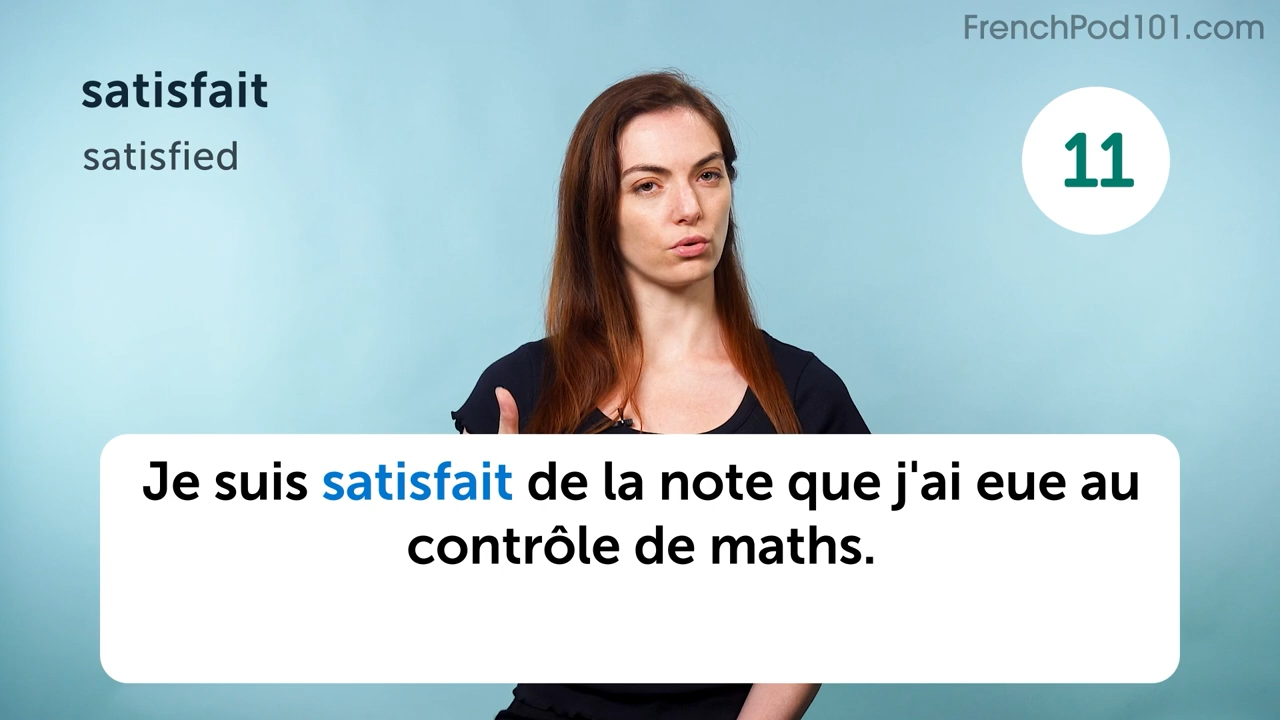 FrenchPod101.com
satisfait
satisfied
11
Je suis satisfait de la note que j'ai eue au
contrôle de maths.